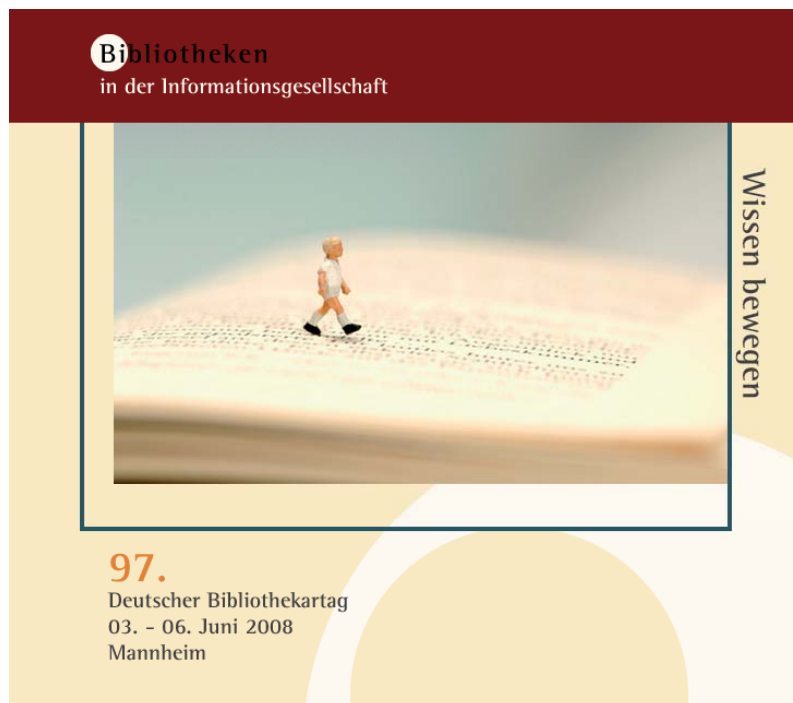 Bibliotheken
in der Informationsgesellschaft
Wissen bewegen
97.
Deutscher Bibliothekartag
03. - 06. Juni 2008
Mannheim